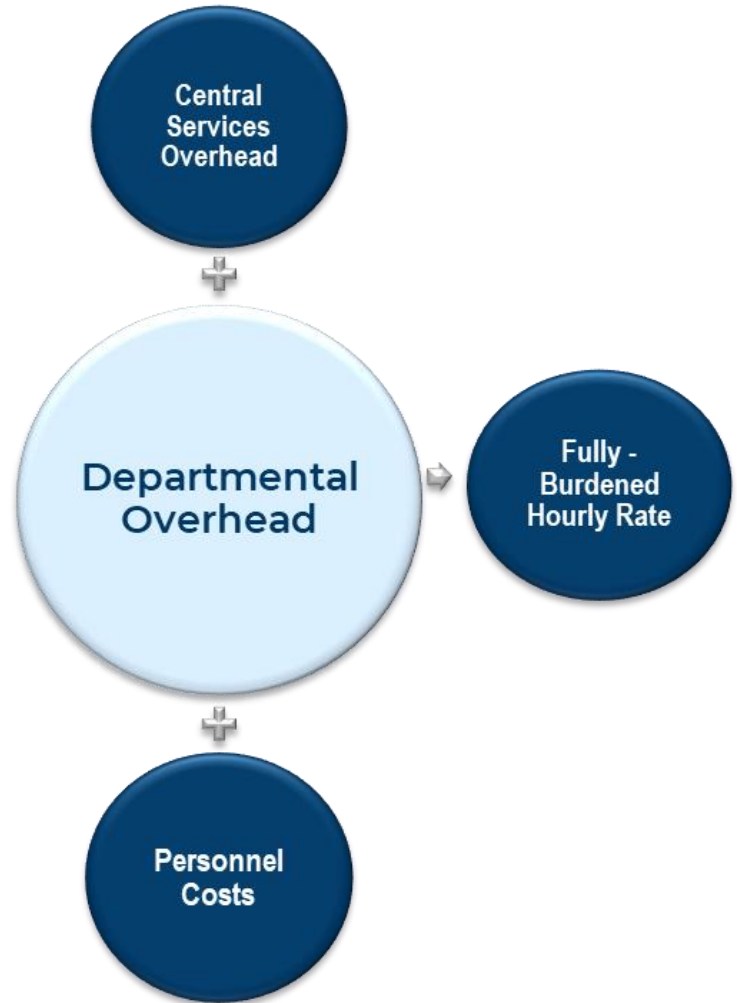 Central
Services
Overhead
Departmental
Overhead
Fully -
Burdened
Hourly Rate
Personnel
Costs